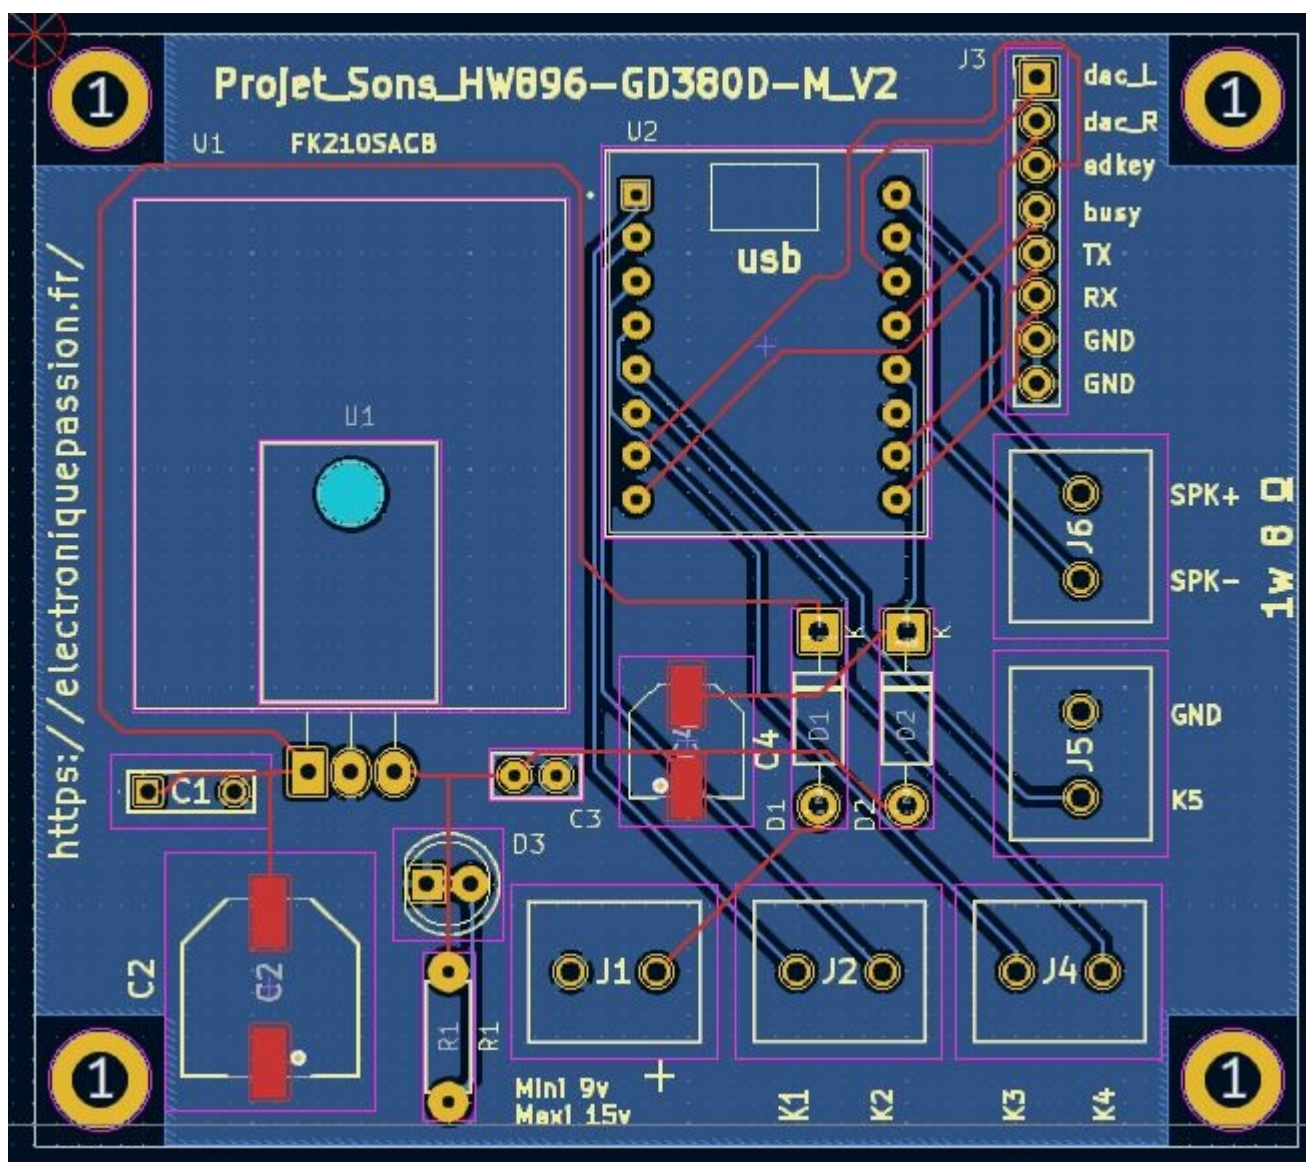 1
Projet_Sons_HW896-GD380D-M_V2
J3
1
U1
FK210SACB
U2
dac_L
dac_R
adkey
busy
TX
RX
GND
GND
usb
https://electroniquepassion.fr/
U1
SPK+
J6
SPK-
1w 8 Ω
K
K
GND
J5
K5
C4
C4
D1
D2
C1
C3
D1
D2
D3
C2
C2
J1
J2
J4
R1
R1
1
1
Mini 9v
Maxi 15v
+
K1
K2
K3
K4